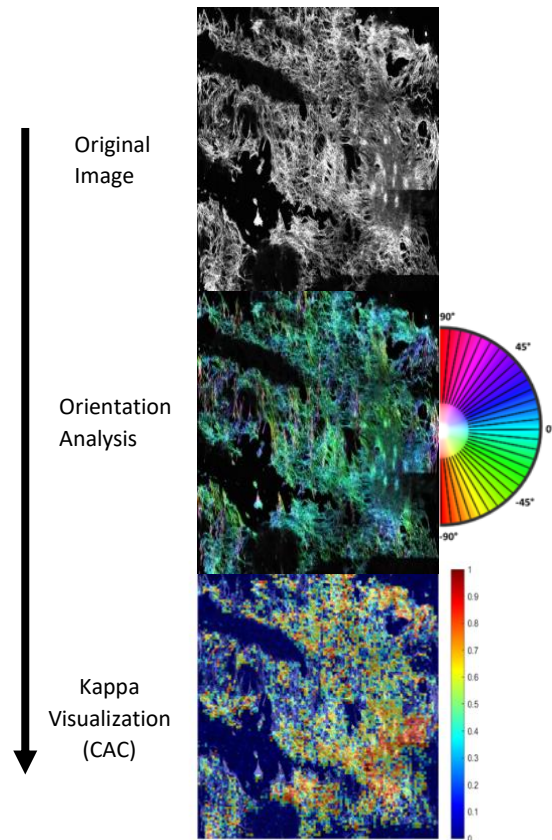 Original
Image
Orientation
Analysis
90°
45°
0
-45°
-90°
Kappa
Visualization
(CAC)
1
0.9
0.8
0.7
0.6
0.5
0.4
0.3
0.2
0.1
0